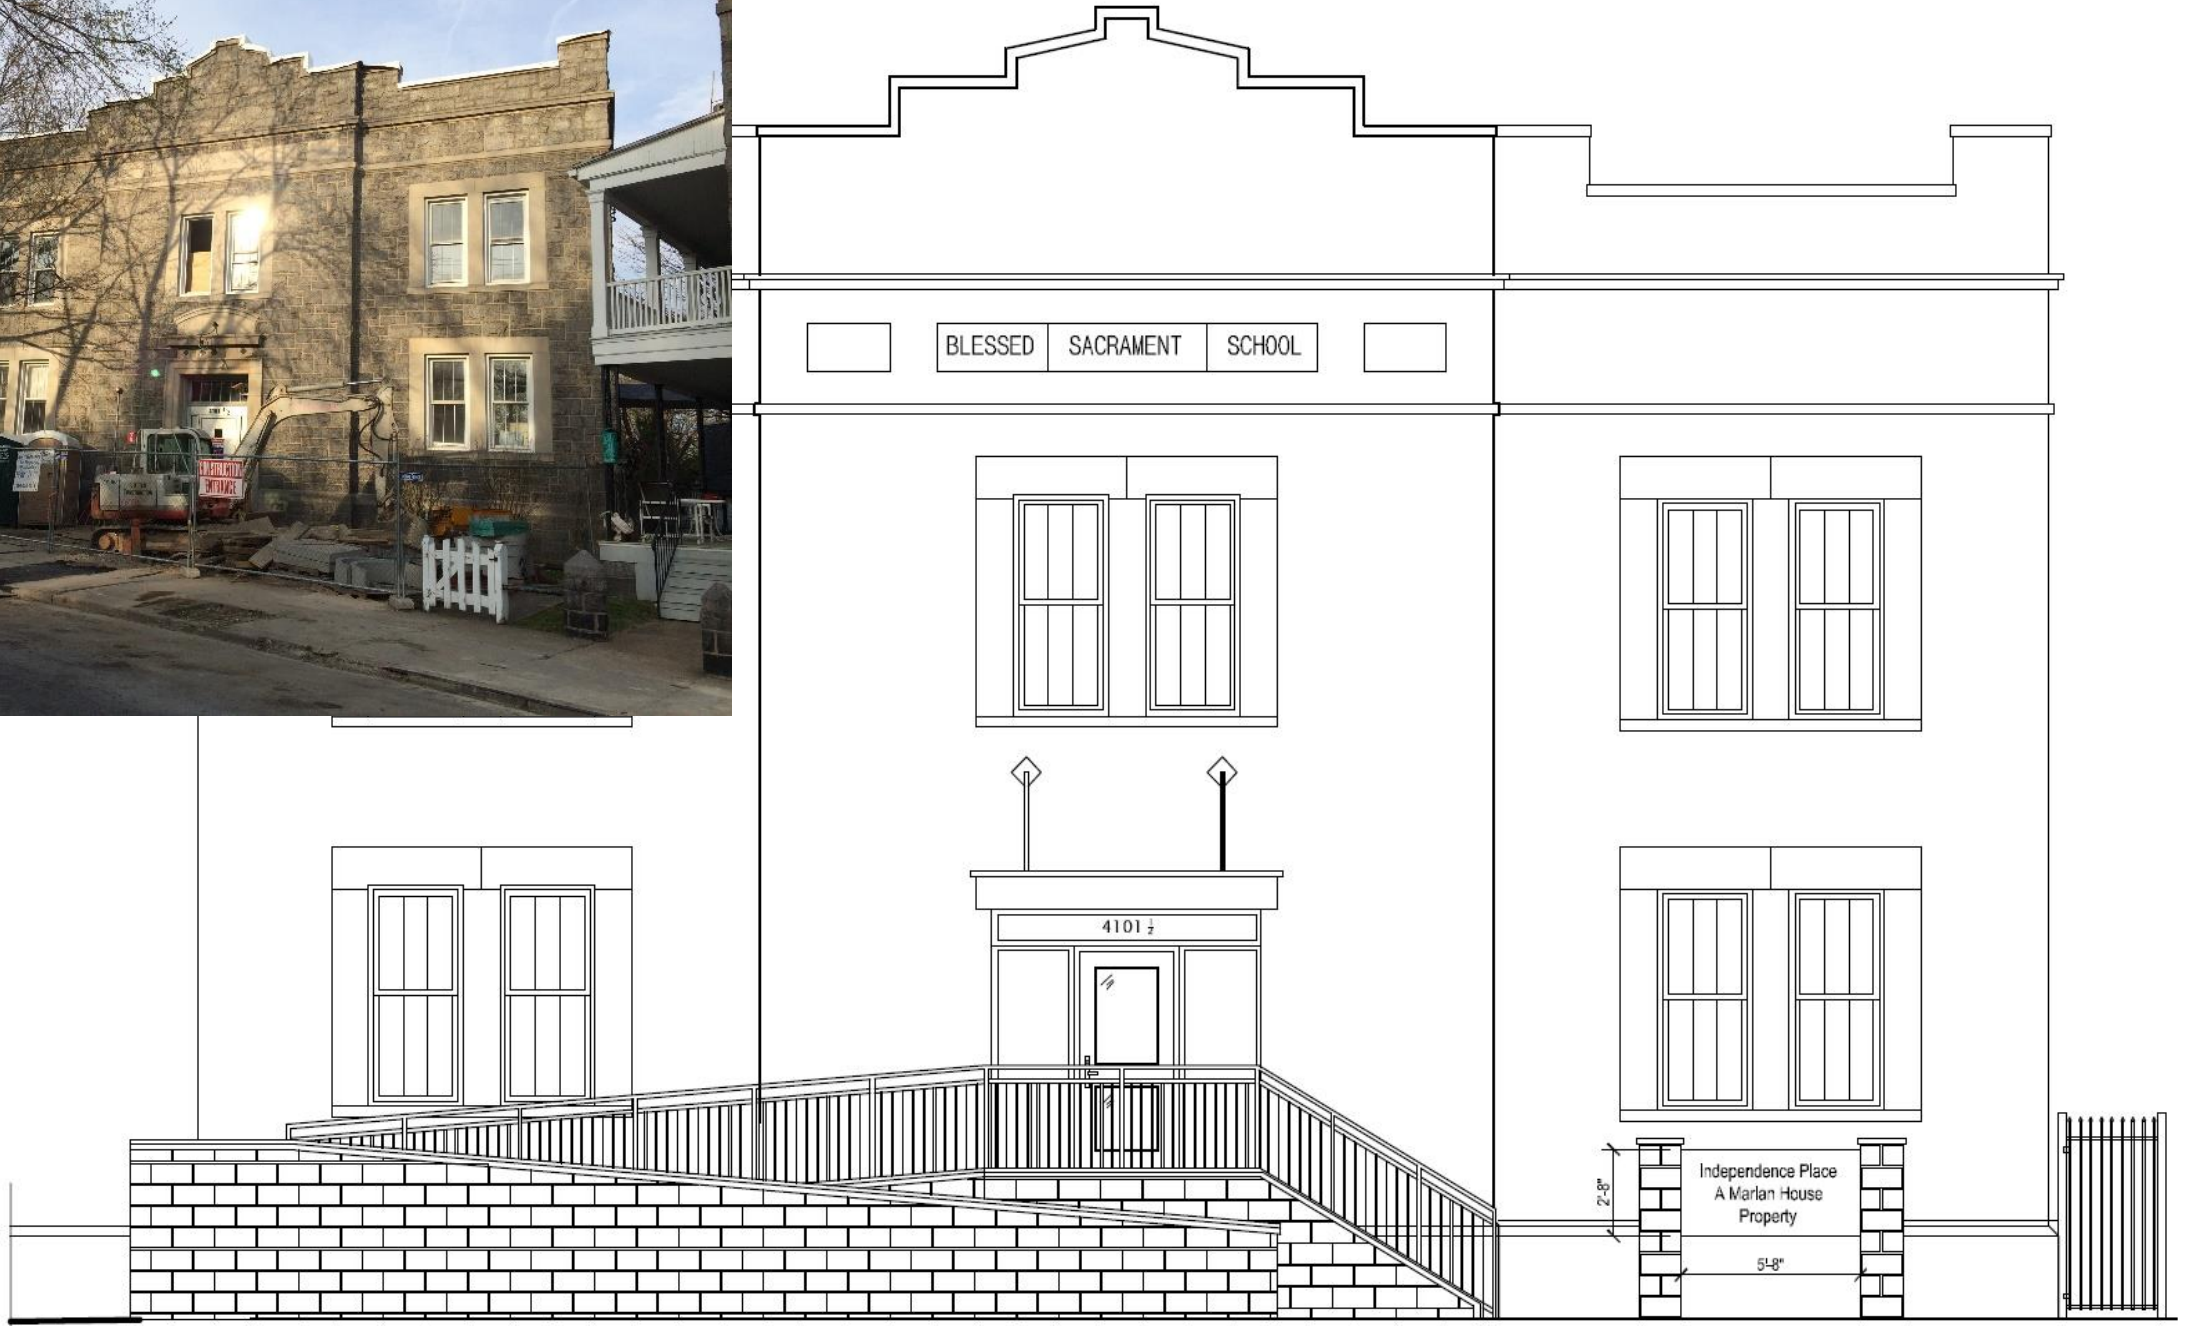 CONSTRUCTION
ENTRANCE
BLESSED SACRAMENT SCHOOL
4101 ½
2'-8"
Independence Place
A Marlan House
Property
5'-8"